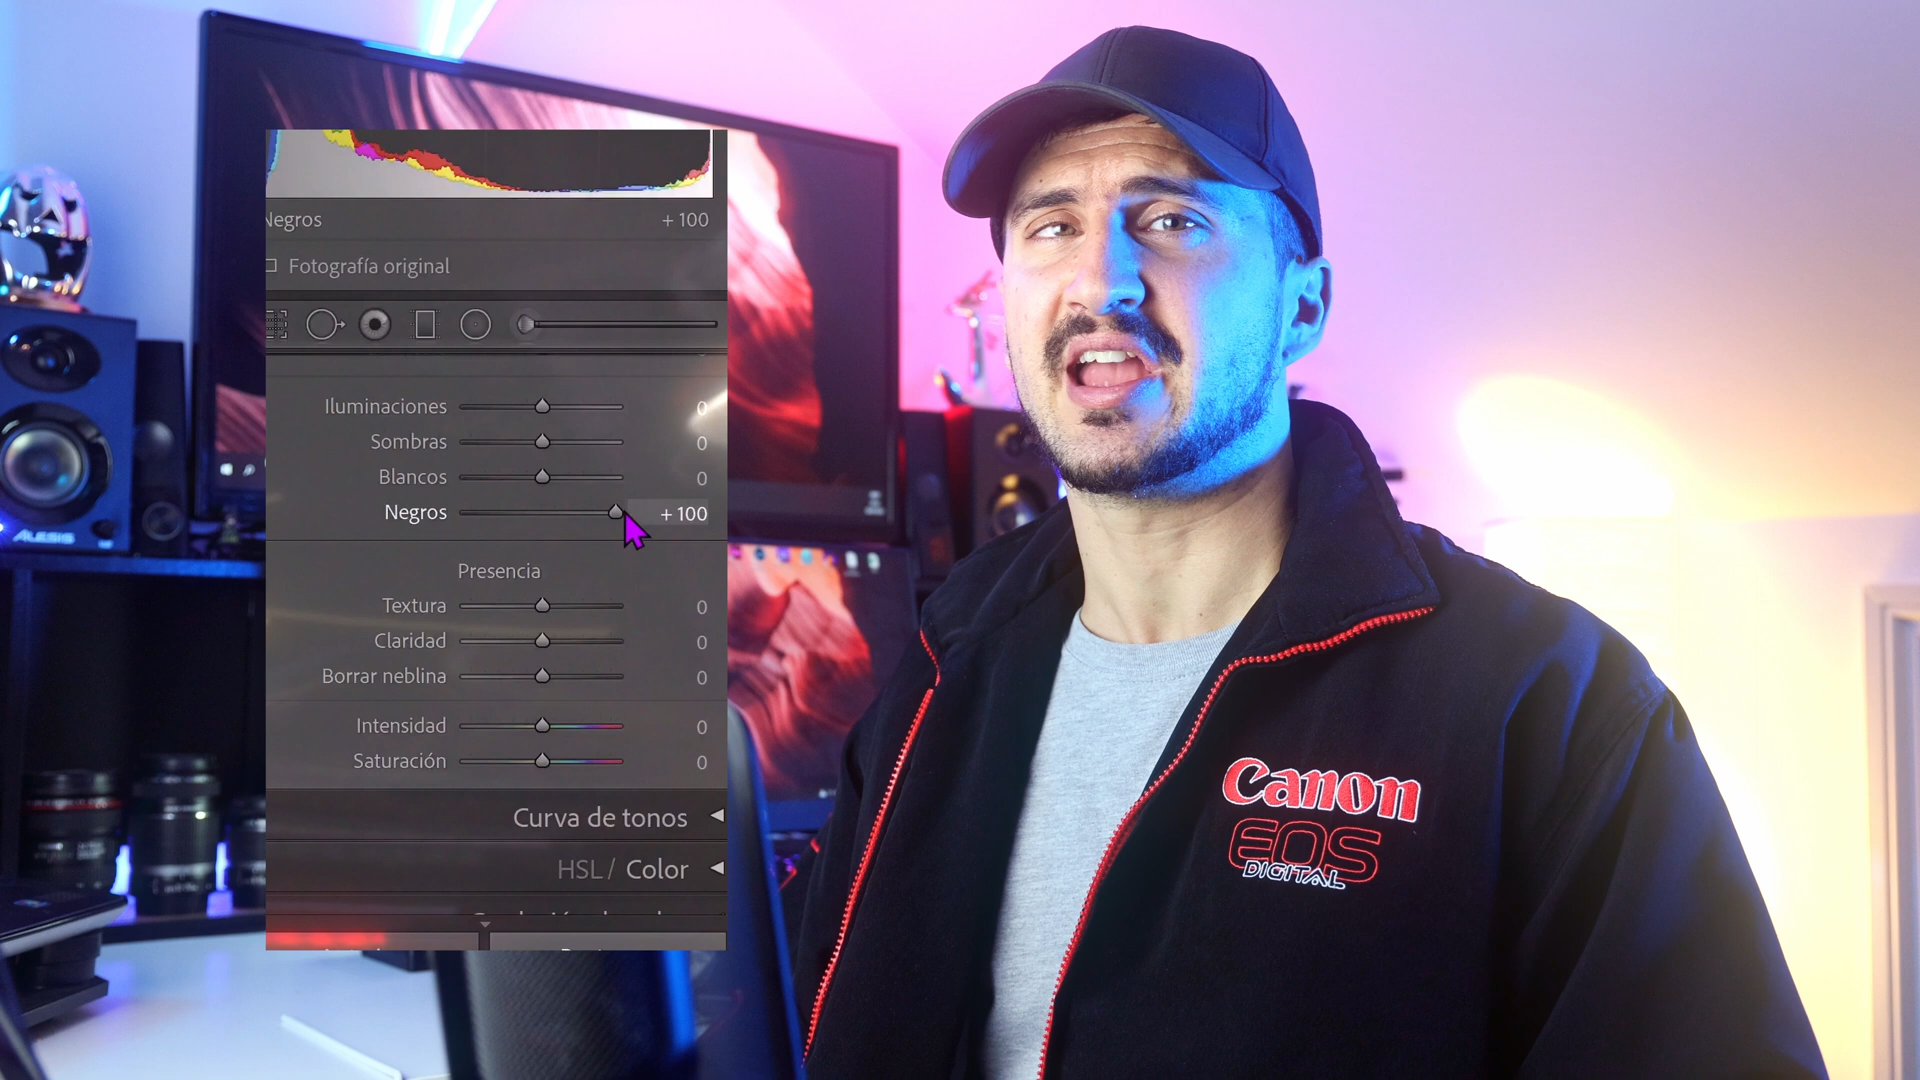 Negros + 100
Fotografía original
Iluminaciones 0
Sombras 0
Blancos 0
Negros + 100
Presencia
Textura 0
Claridad 0
Borrar neblina 0
Intensidad 0
Saturación 0
Curva de tonos
HSL / Color
ALESIS
Canon
EOS
DIGITAL